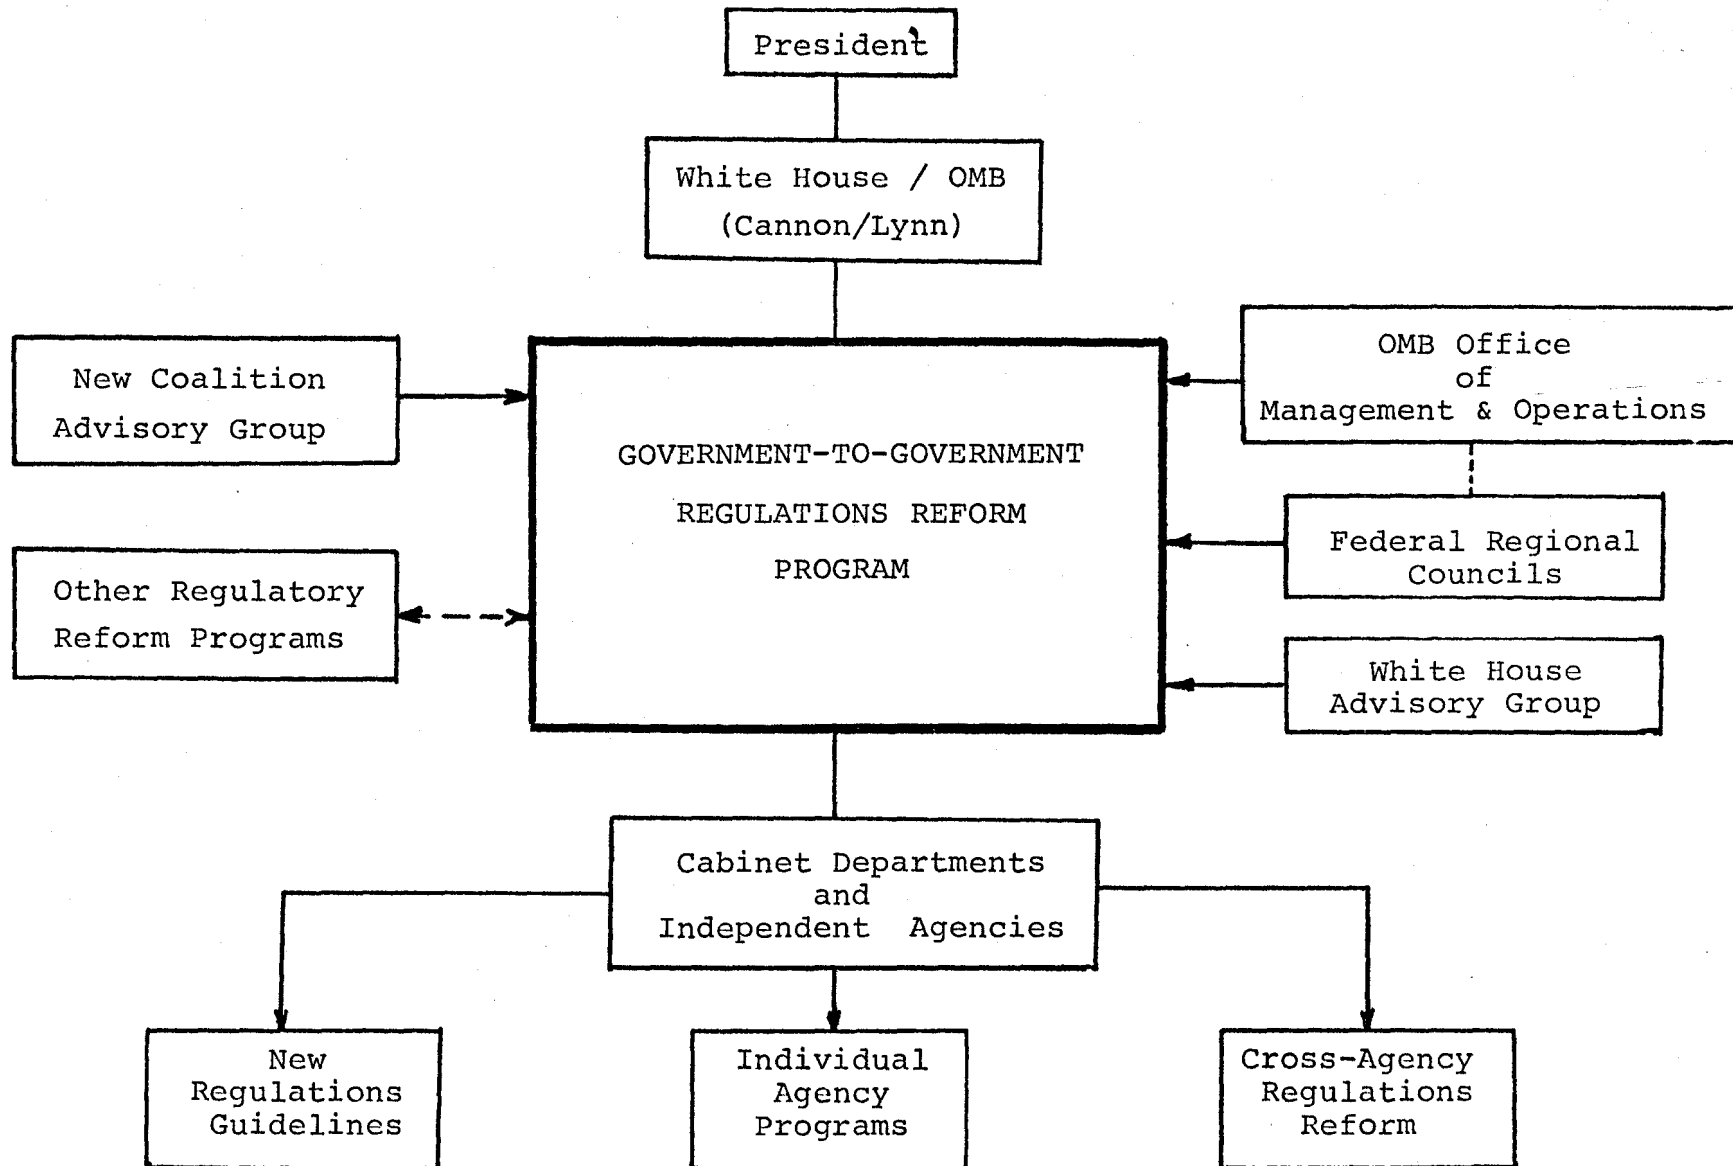 President
White House / OMB
(Cannon/Lynn)
New Coalition
Advisory Group
Other Regulatory
Reform Programs
GOVERNMENT-TO-GOVERNMENT
REGULATIONS REFORM
PROGRAM
OMB Office
of
Management & Operations
Federal Regional
Councils
White House
Advisory Group
Cabinet Departments
and
Independent Agencies
New
Regulations
Guidelines
Individual
Agency
Programs
Cross-Agency
Regulations
Reform